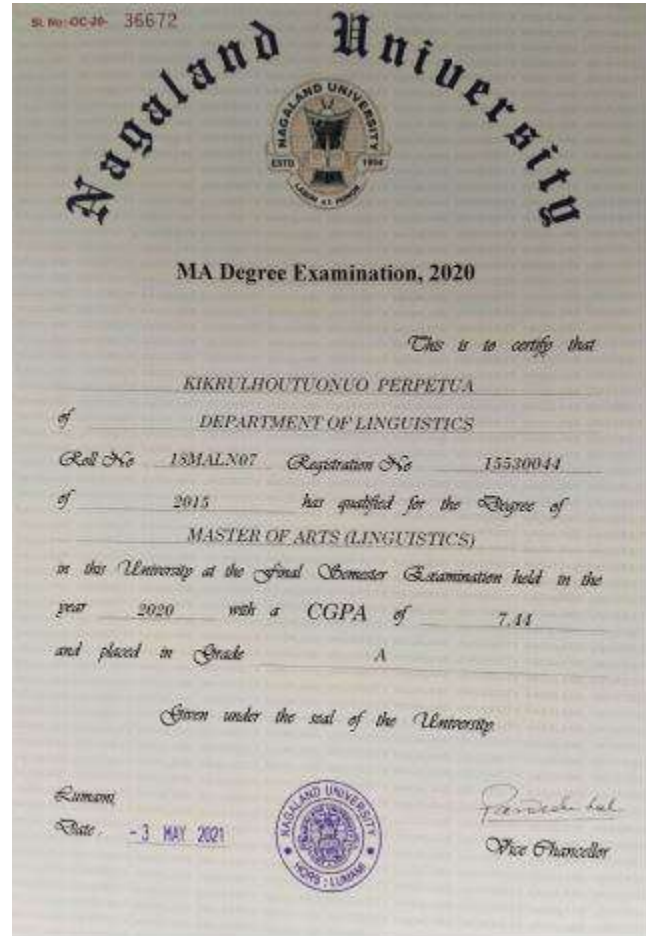 Sl. No: OC-20- 36672
Nagaland University
NAGALAND UNIVERSITY
ESTD 1994
LABOR ET HONOR
MA Degree Examination, 2020
This is to certify that
KIKRULHOUTUONUO PERPETUA
of DEPARTMENT OF LINGUISTICS
Roll No 18MALN07 Registration No 15530044
of 2015 has qualified for the Degree of
MASTER OF ARTS (LINGUISTICS)
in this University at the Final Semester Examination held in the
year 2020 with a CGPA of 7.44
and placed in Grade A
Given under the seal of the University
Lumami,
Date. - 3 MAY 2021
NAGALAND UNIVERSITY
HQRS : LUMAMI
Vice Chancellor